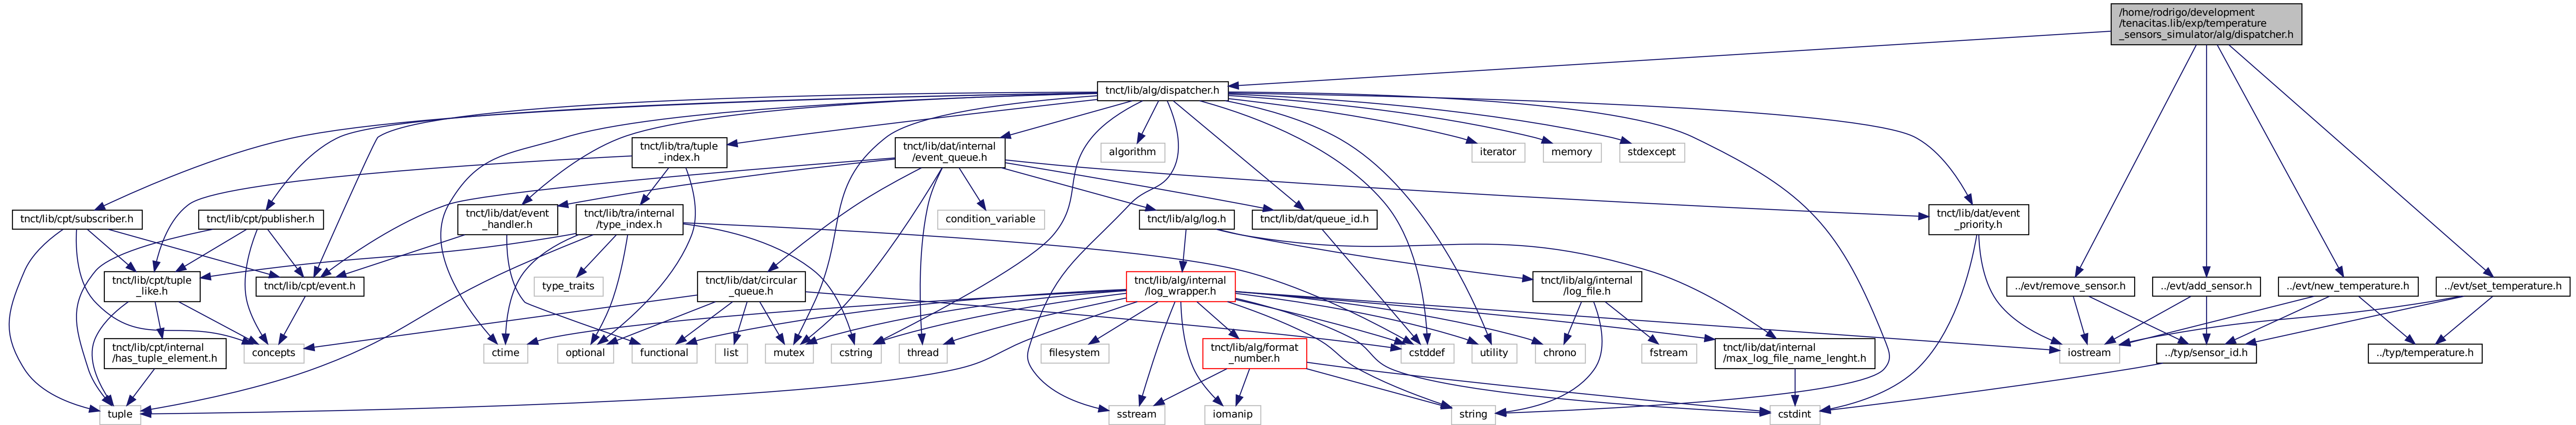 /home/rodrigo/development
/tenacitas.lib/exp/temperature
_sensors_simulator/alg/dispatcher.h
tnct/lib/alg/dispatcher.h
tnct/lib/tra/tuple
_index.h
tnct/lib/dat/internal
/event_queue.h
algorithm
iterator
memory
stdexcept
tnct/lib/cpt/subscriber.h
tnct/lib/cpt/publisher.h
tnct/lib/dat/event
_handler.h
tnct/lib/tra/internal
/type_index.h
condition_variable
tnct/lib/alg/log.h
tnct/lib/dat/queue_id.h
tnct/lib/dat/event
_priority.h
tnct/lib/cpt/tuple
_like.h
tnct/lib/cpt/event.h
type_traits
tnct/lib/dat/circular
_queue.h
tnct/lib/alg/internal
/log_wrapper.h
tnct/lib/alg/internal
/log_file.h
../evt/remove_sensor.h
../evt/add_sensor.h
../evt/new_temperature.h
../evt/set_temperature.h
tnct/lib/cpt/internal
/has_tuple_element.h
concepts
ctime
optional
functional
list
mutex
cstring
thread
filesystem
tnct/lib/alg/format
_number.h
cstddef
utility
chrono
fstream
tnct/lib/dat/internal
/max_log_file_name_lenght.h
iostream
../typ/sensor_id.h
../typ/temperature.h
tuple
sstream
iomanip
string
cstdint